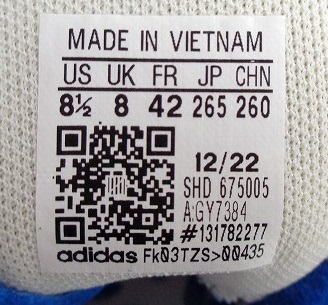 MADE IN VIETNAM
US UK FR JP CHN
8½ 8 42 265 260
12/22
SHD 675005
A:GY7384
#131782277
adidas Fk03TZS>00435